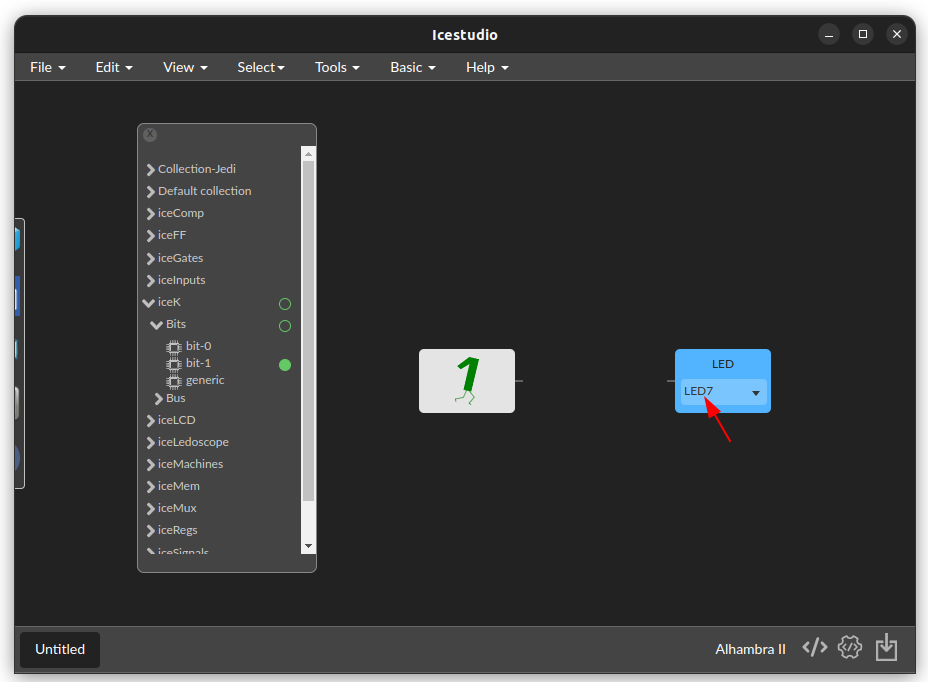 Icestudio
File Edit View Select Tools Basic Help
X
Collection-Jedi
Default collection
iceComp
iceFF
iceGates
iceInputs
iceK
Bits
bit-0
bit-1
generic
Bus
iceLCD
iceLedoscope
iceMachines
iceMem
iceMux
iceRegs
iceSignals
1
LED
LED7
Untitled
Alhambra II